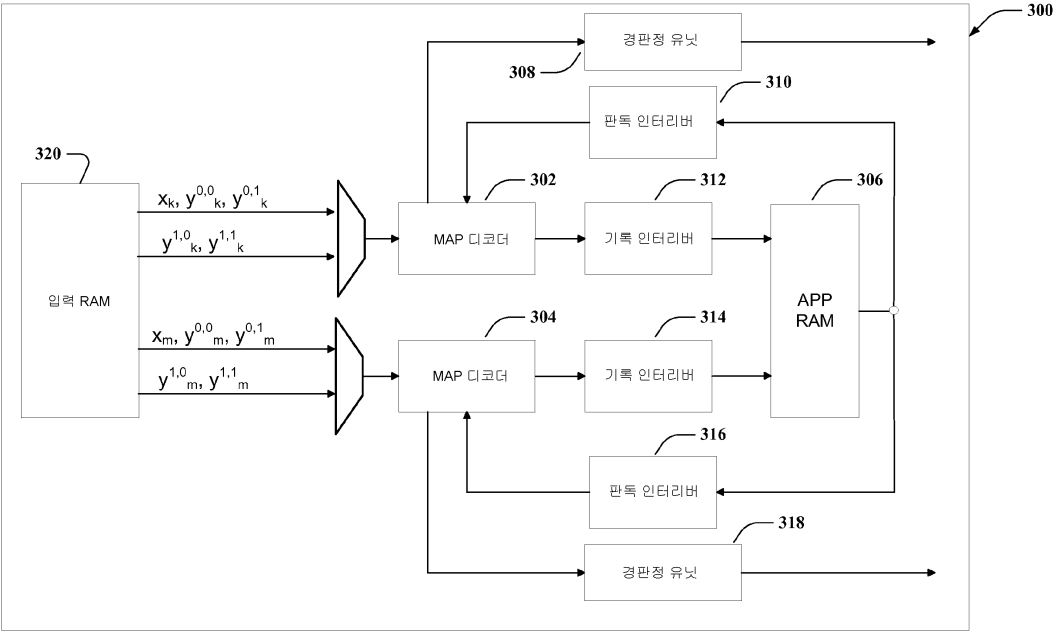 300
경판정 유닛
308
310
판독 인터리버
320
302
312
306
xk, y0,0k, y0,1k
MAP 디코더
기록 인터리버
y1,0k, y1,1k
입력 RAM
APP
RAM
304
314
xm, y0,0m, y0,1m
MAP 디코더
기록 인터리버
y1,0m, y1,1m
316
판독 인터리버
318
경판정 유닛